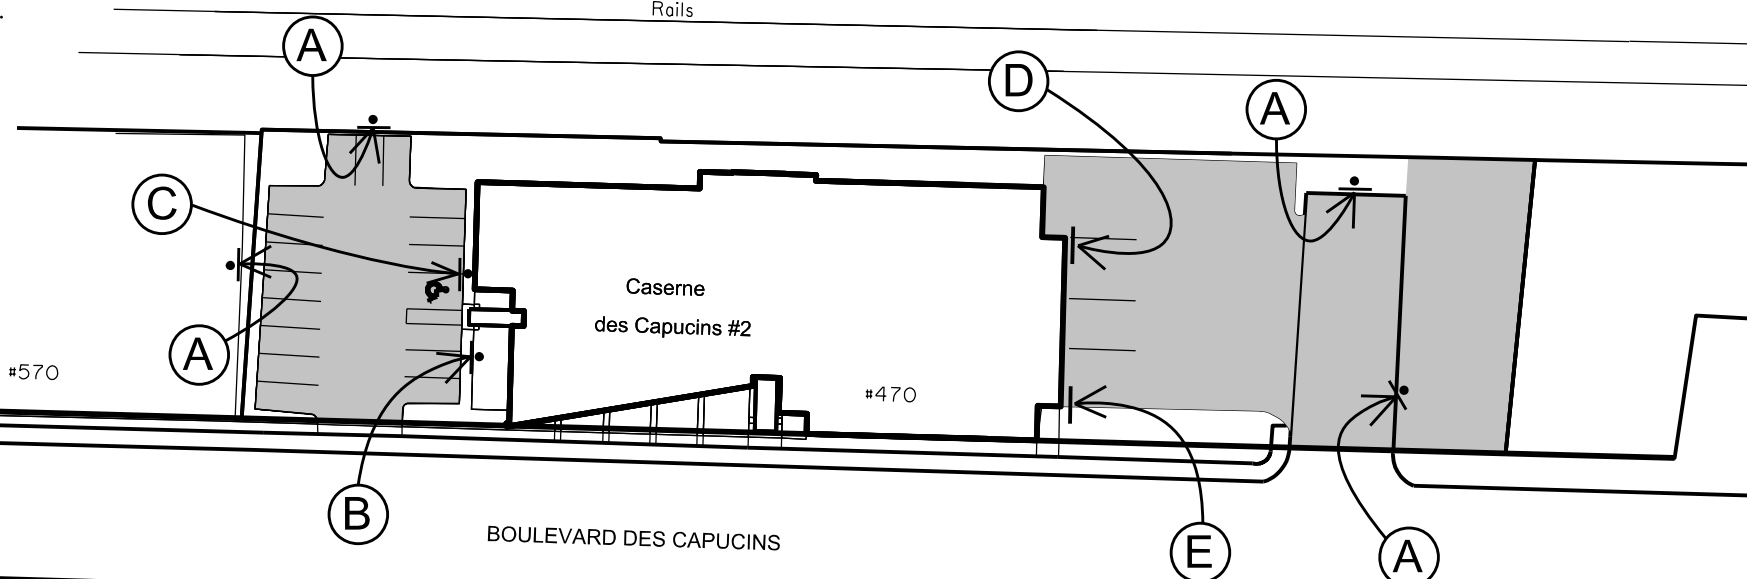 Rails
A
D
A
C
Caserne
des Capucins #2
A
#570
#470
B
BOULEVARD DES CAPUCINS
E
A